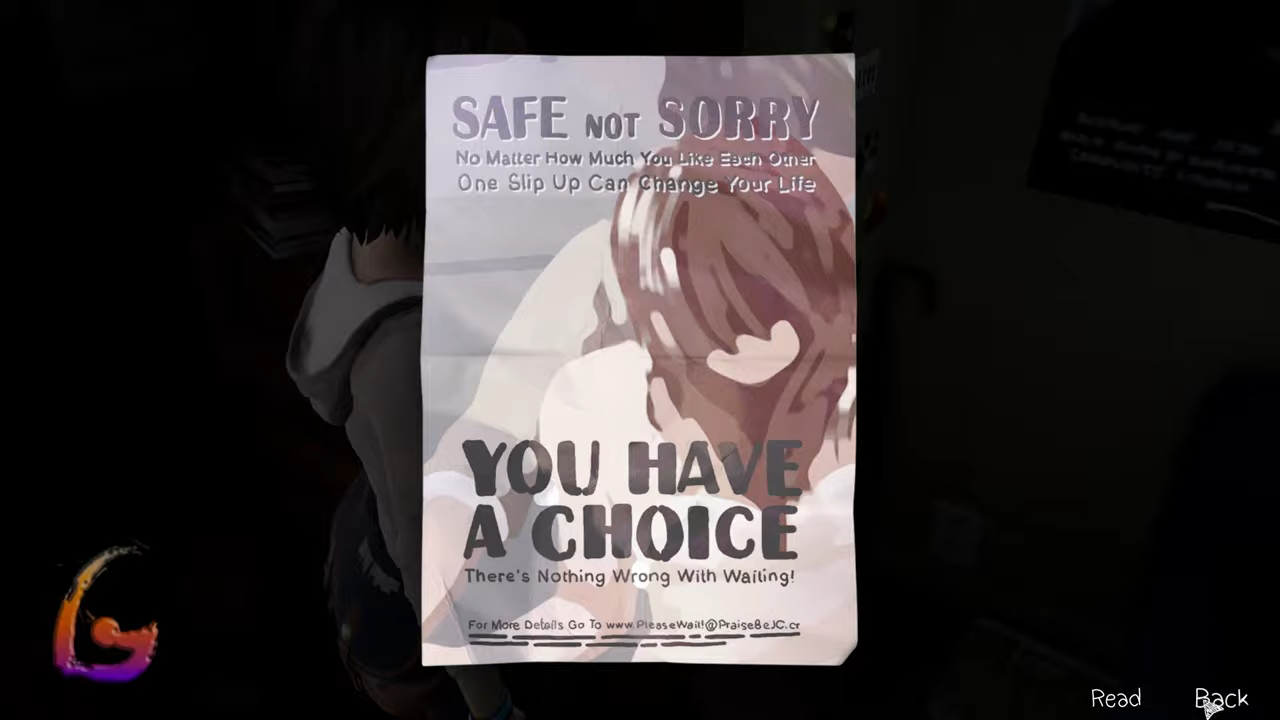 SAFE NOT SORRY
No Matter How Much You Like Each Other
One Slip Up Can Change Your Life
YOU HAVE
A CHOICE
There's Nothing Wrong With Waiting!
For More Details Go To www.PleaseWait!@PraiseBeJC.cr
Read Back